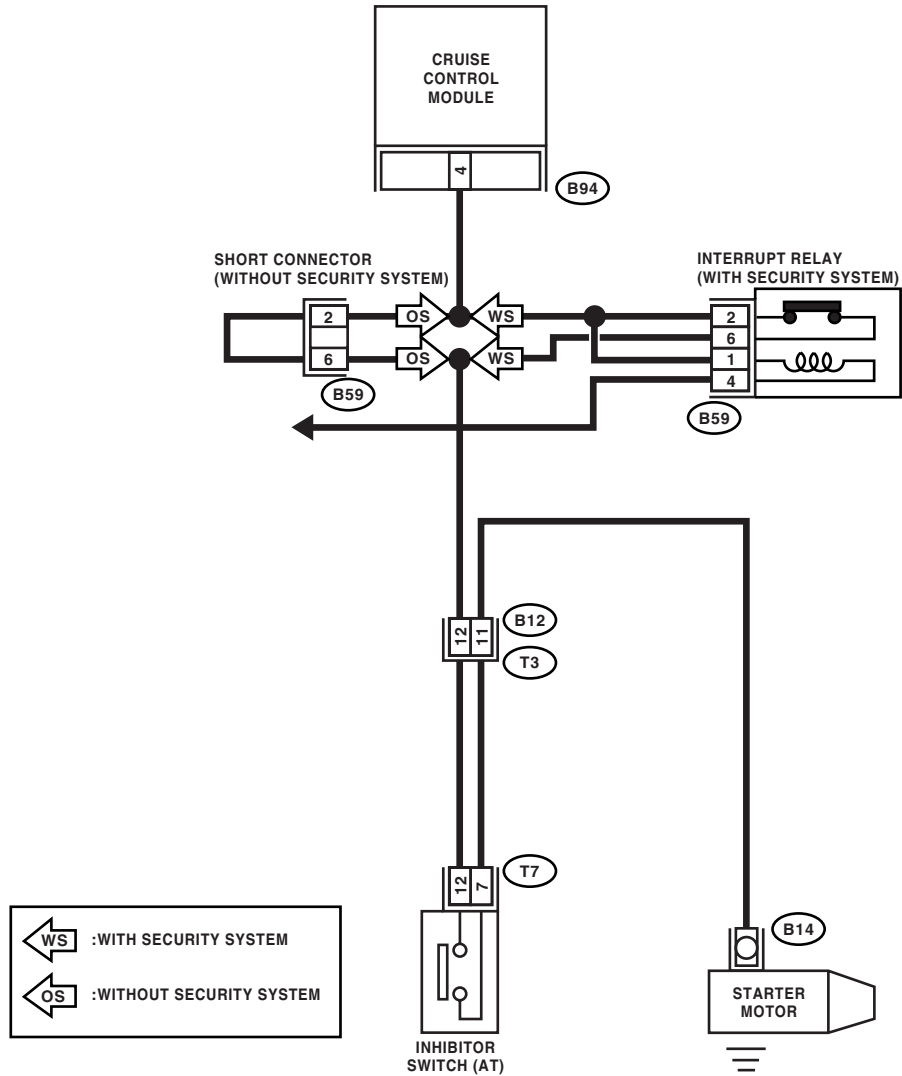 CRUISE
CONTROL
MODULE
4
B94
SHORT CONNECTOR
(WITHOUT SECURITY SYSTEM)
INTERRUPT RELAY
(WITH SECURITY SYSTEM)
2
OS
WS
2
6
6
OS
WS
1
4
B59
B59
12
11
B12
T3
12
7
T7
WS
:WITH SECURITY SYSTEM
OS
:WITHOUT SECURITY SYSTEM
B14
STARTER
MOTOR
INHIBITOR
SWITCH (AT)